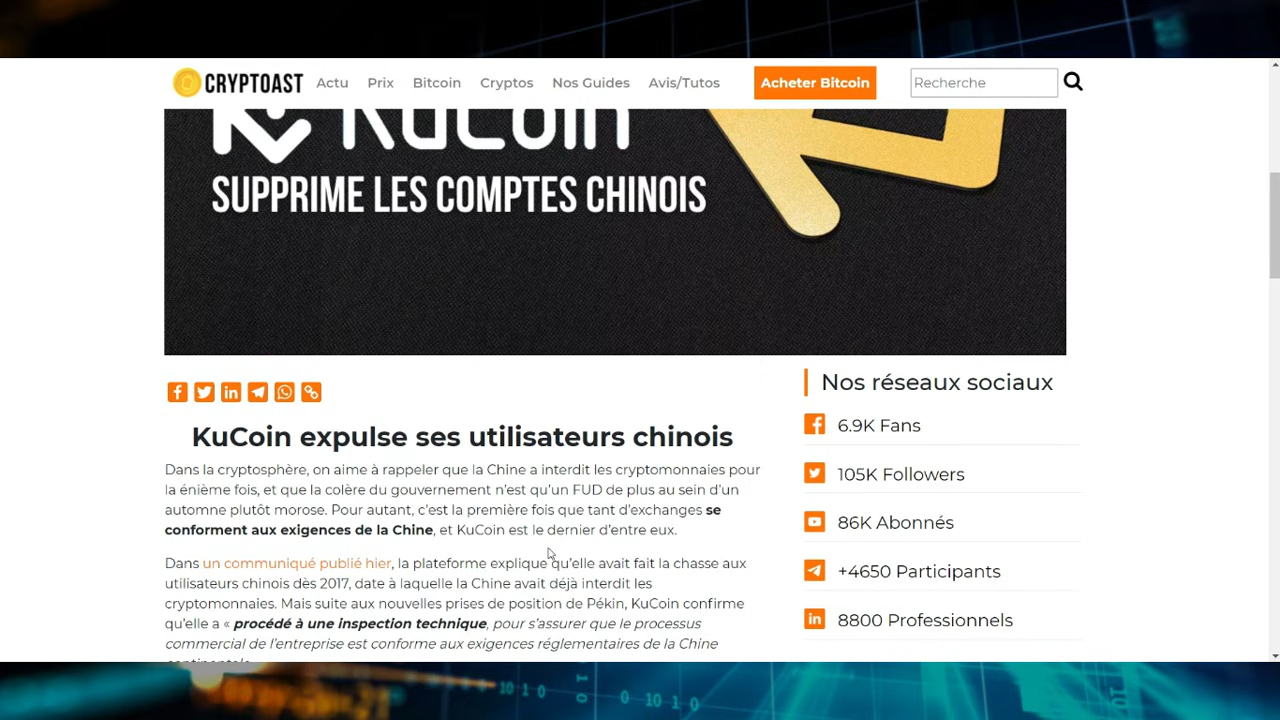 CRYPTOAST Actu Prix Bitcoin Cryptos Nos Guides Avis/Tutos Acheter Bitcoin Recherche
KuCoin
SUPPRIME LES COMPTES CHINOIS
KuCoin expulse ses utilisateurs chinois
Dans la cryptosphère, on aime à rappeler que la Chine a interdit les cryptomonnaies pour
la énième fois, et que la colère du gouvernement n'est qu'un FUD de plus au sein d'un
automne plutôt morose. Pour autant, c'est la première fois que tant d'exchanges se
conforment aux exigences de la Chine, et KuCoin est le dernier d'entre eux.
Dans un communiqué publié hier, la plateforme explique qu'elle avait fait la chasse aux
utilisateurs chinois dès 2017, date à laquelle la Chine avait déjà interdit les
cryptomonnaies. Mais suite aux nouvelles prises de position de Pékin, KuCoin confirme
qu'elle a « procédé à une inspection technique, pour s'assurer que le processus
commercial de l'entreprise est conforme aux exigences réglementaires de la Chine
continentale
Nos réseaux sociaux
6.9K Fans
105K Followers
86K Abonnés
+4650 Participants
8800 Professionnels